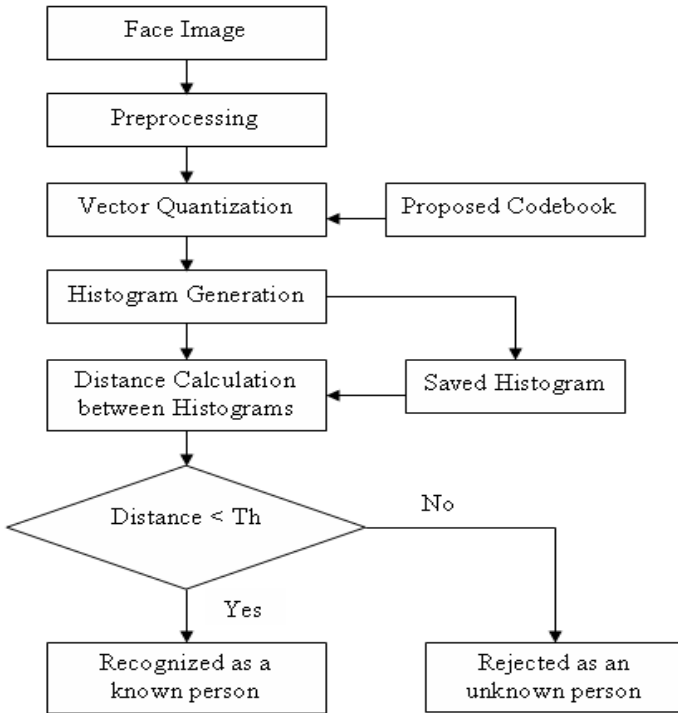 Face Image
Preprocessing
Vector Quantization
Proposed Codebook
Histogram Generation
Distance Calculation
between Histograms
Saved Histogram
Distance < Th
No
Yes
Recognized as a
known person
Rejected as an
unknown person